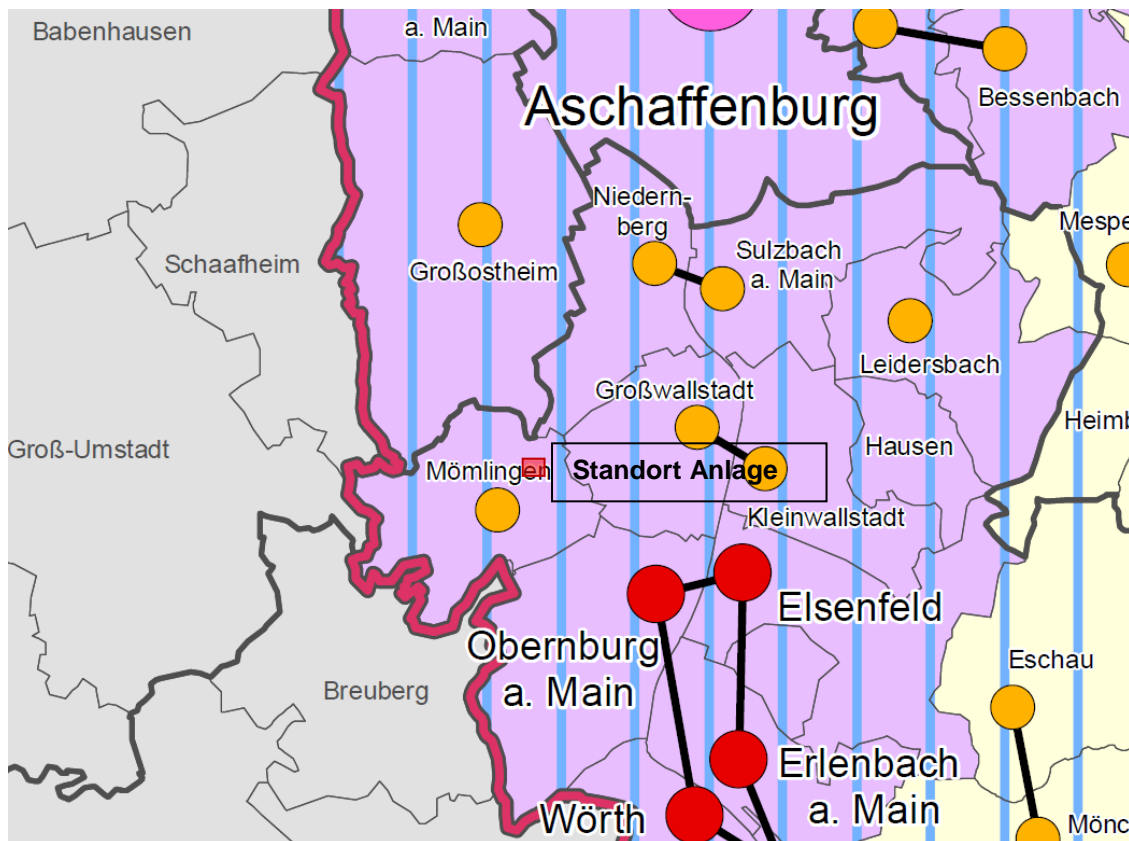 Babenhausen
a. Main
Bessenbach
Aschaffenburg
Niedern-
berg
Mespe
Sulzbach
a. Main
Schaafheim
Großostheim
Leidersbach
Großwallstadt
Heimb
Hausen
Groß-Umstadt
Mömlingen
Standort Anlage
Kleinwallstadt
Elsenfeld
Obernburg
a. Main
Eschau
Breuberg
Erlenbach
a. Main
Wörth
Mönc